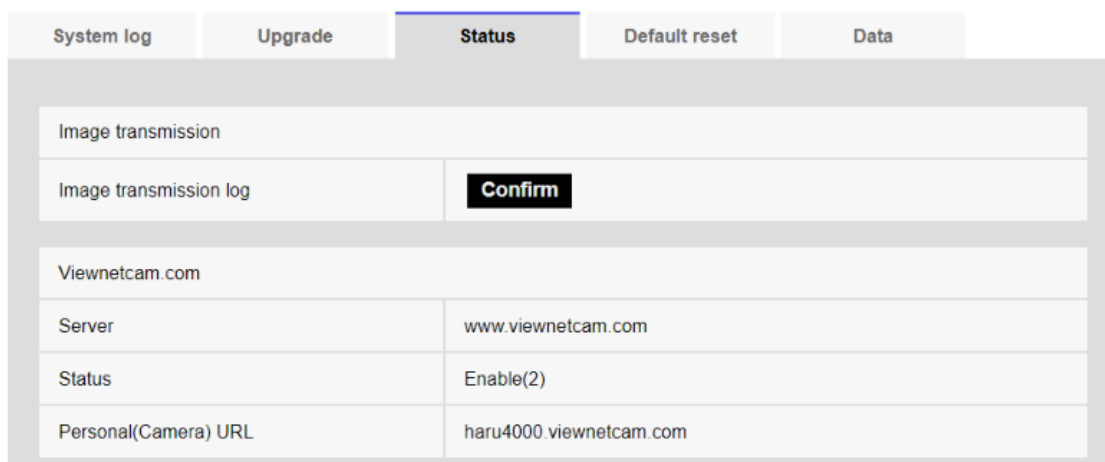 System log Upgrade Status Default reset Data
Image transmission
Image transmission log Confirm
Viewnetcam.com
Server www.viewnetcam.com
Status Enable(2)
Personal(Camera) URL haru4000.viewnetcam.com